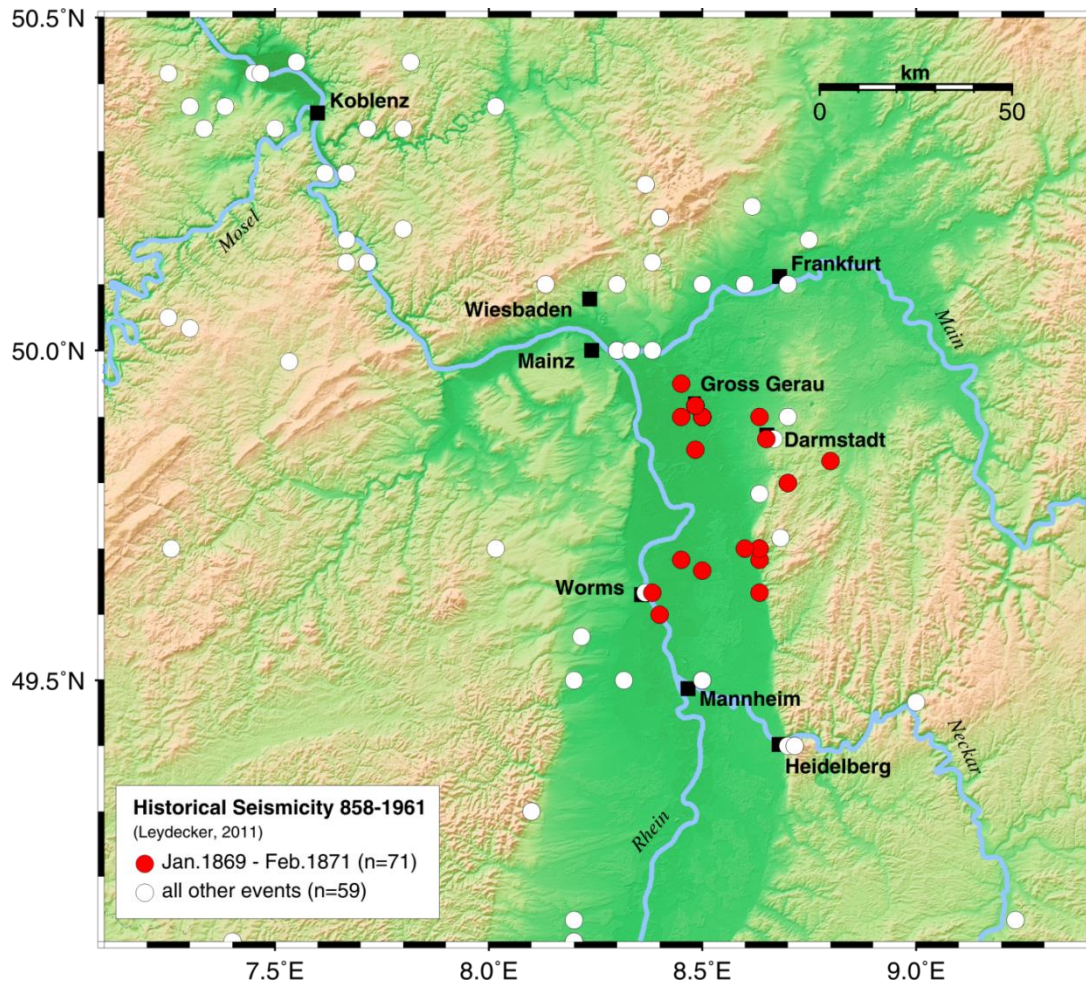 50.5˚N
km
0
50
Koblenz
Mosel
Frankfurt
Wiesbaden
Main
50.0˚N
Mainz
Gross Gerau
Darmstadt
Worms
49.5˚N
Mannheim
Neckar
Heidelberg
Rhein
Historical Seismicity 858-1961
(Leydecker, 2011)
Jan.1869 - Feb.1871 (n=71)
all other events (n=59)
7.5˚E
8.0˚E
8.5˚E
9.0˚E